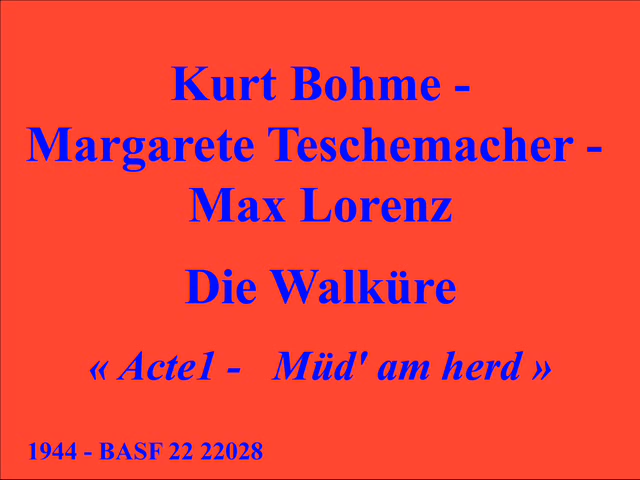 Kurt Bohme -
Margarete Teschemacher -
Max Lorenz
Die Walküre
« Acte1 - Müd' am herd »
1944 - BASF 22 22028